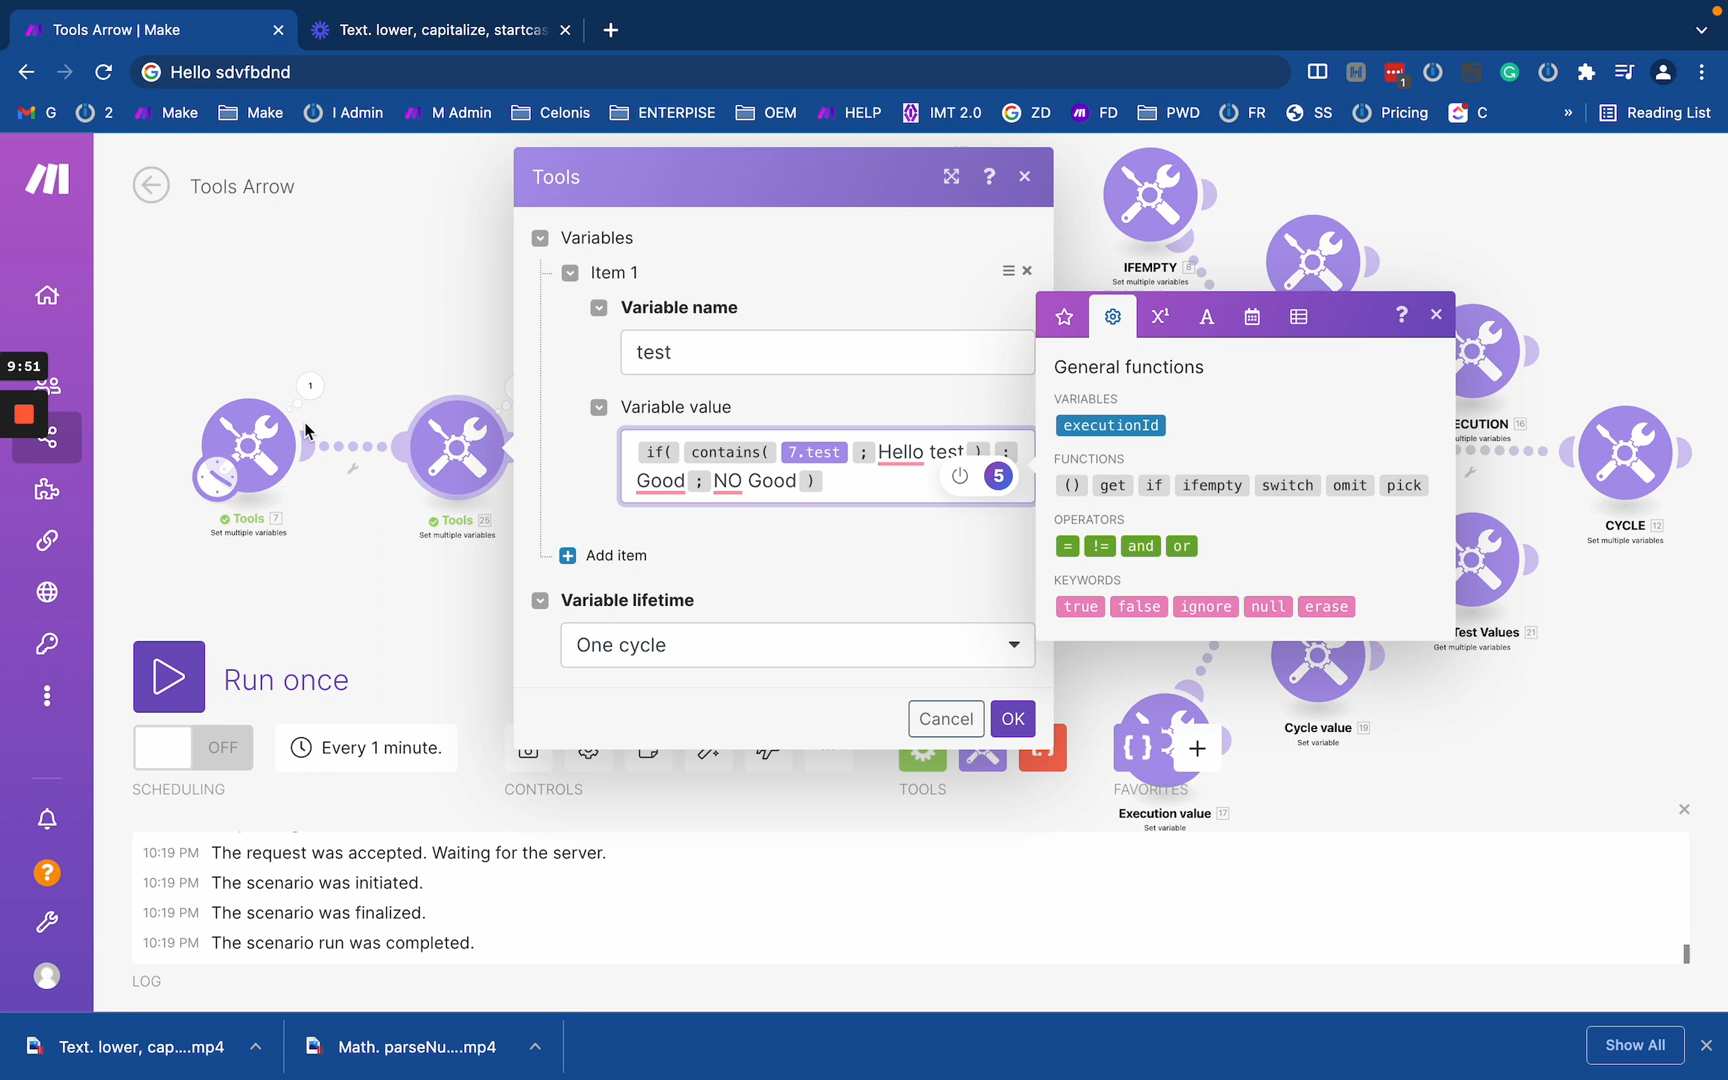 Tools Arrow | Make
Text. lower, capitalize, startcas
Hello sdvfbdnd
G
2
Make
Make
I Admin
M Admin
Celonis
ENTERPISE
OEM
HELP
IMT 2.0
ZD
FD
PWD
FR
SS
Pricing
C
»
Reading List
Tools Arrow
9:51
1
Tools 7
Set multiple variables
Tools 25
Set multiple variables
Tools
Variables
Item 1
Variable name
test
Variable value
if( contains( 7.test ; Hello test ) ;
Good ; NO Good )
5
Add item
Variable lifetime
One cycle
Cancel
OK
General functions
VARIABLES
executionId
FUNCTIONS
() get if ifempty switch omit pick
OPERATORS
= != and or
KEYWORDS
true false ignore null erase
IFEMPTY 8
Set multiple variables
ECUTION 16
ultiple variables
CYCLE 12
Set multiple variables
Test Values 21
Get multiple variables
Cycle value 19
Set variable
Execution value 17
Set variable
Run once
OFF
Every 1 minute.
SCHEDULING
CONTROLS
TOOLS
FAVORITES
10:19 PM The request was accepted. Waiting for the server.
10:19 PM The scenario was initiated.
10:19 PM The scenario was finalized.
10:19 PM The scenario run was completed.
LOG
Text. lower, cap....mp4
Math. parseNu....mp4
Show All